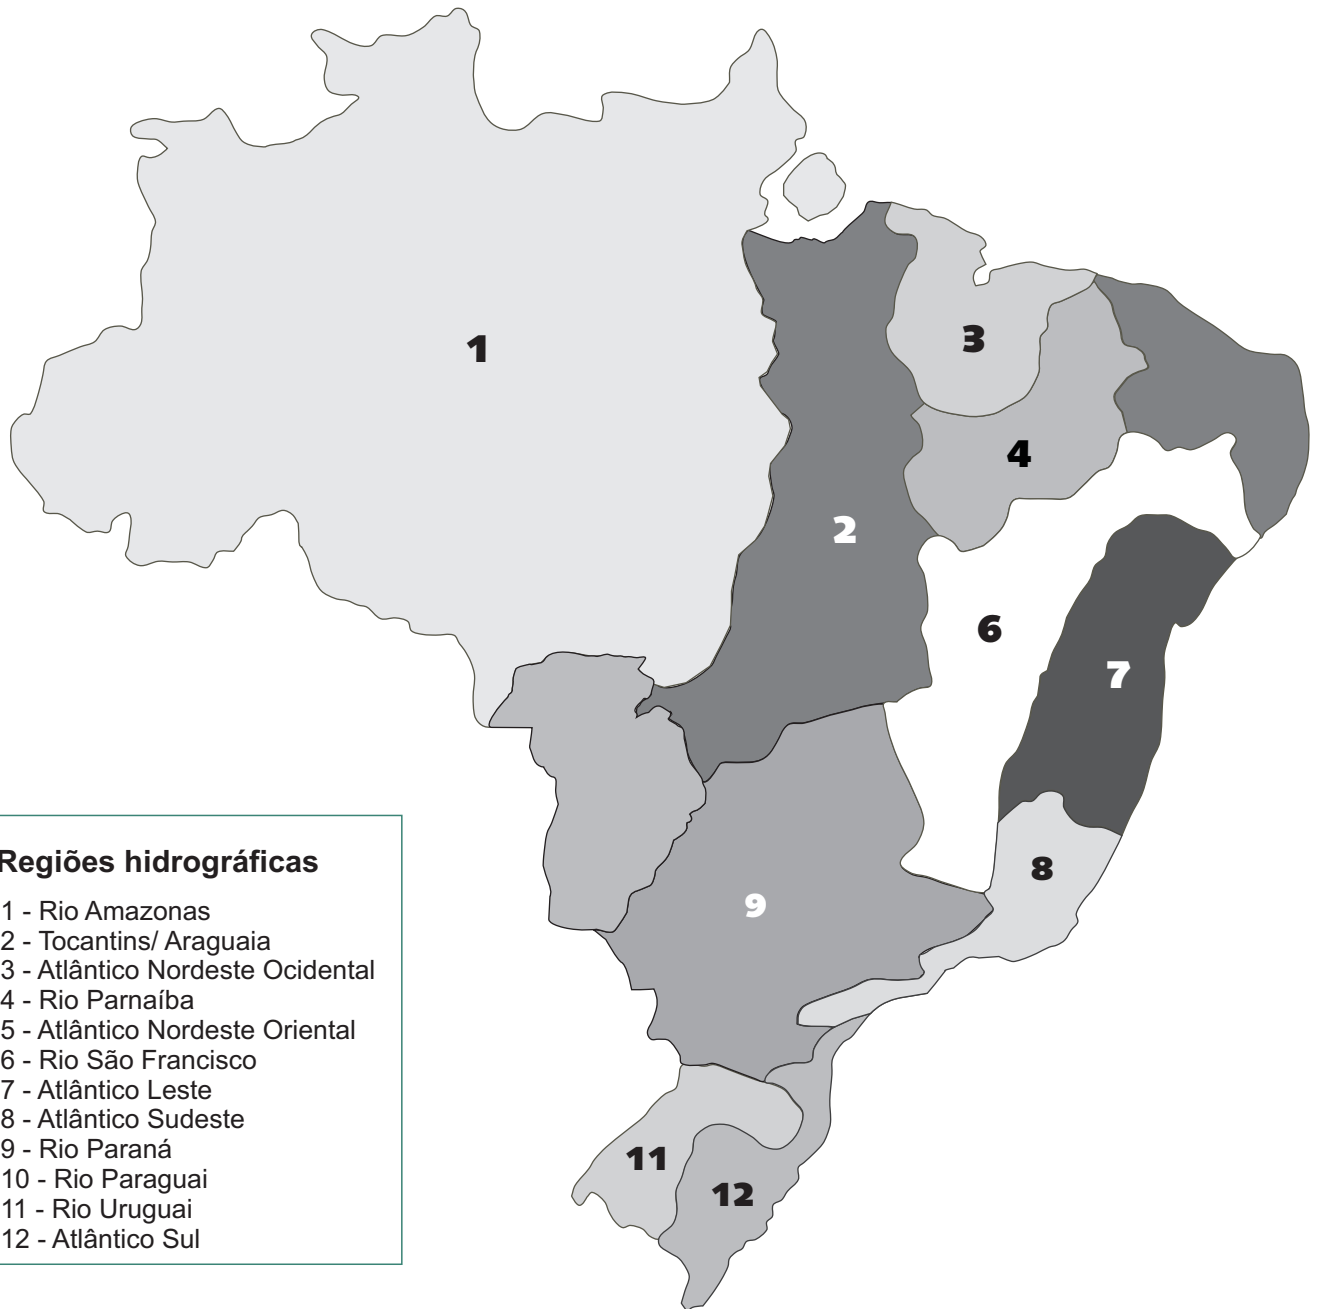 1
3
4
2
6
7
8
9
11
12
Regiões hidrográficas
1 - Rio Amazonas
2 - Tocantins/ Araguaia
3 - Atlântico Nordeste Ocidental
4 - Rio Parnaíba
5 - Atlântico Nordeste Oriental
6 - Rio São Francisco
7 - Atlântico Leste
8 - Atlântico Sudeste
9 - Rio Paraná
10 - Rio Paraguai
11 - Rio Uruguai
12 - Atlântico Sul